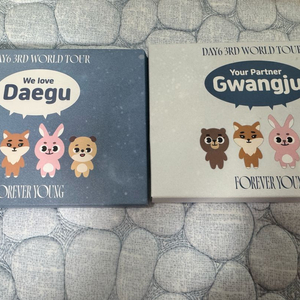 DAY6 3RD WORLD TOUR
We love
Daegu
FOREVER YOUNG
DAY6 3RD WORLD TOUR
Your Partner
Gwangju
FOREVER YOUNG